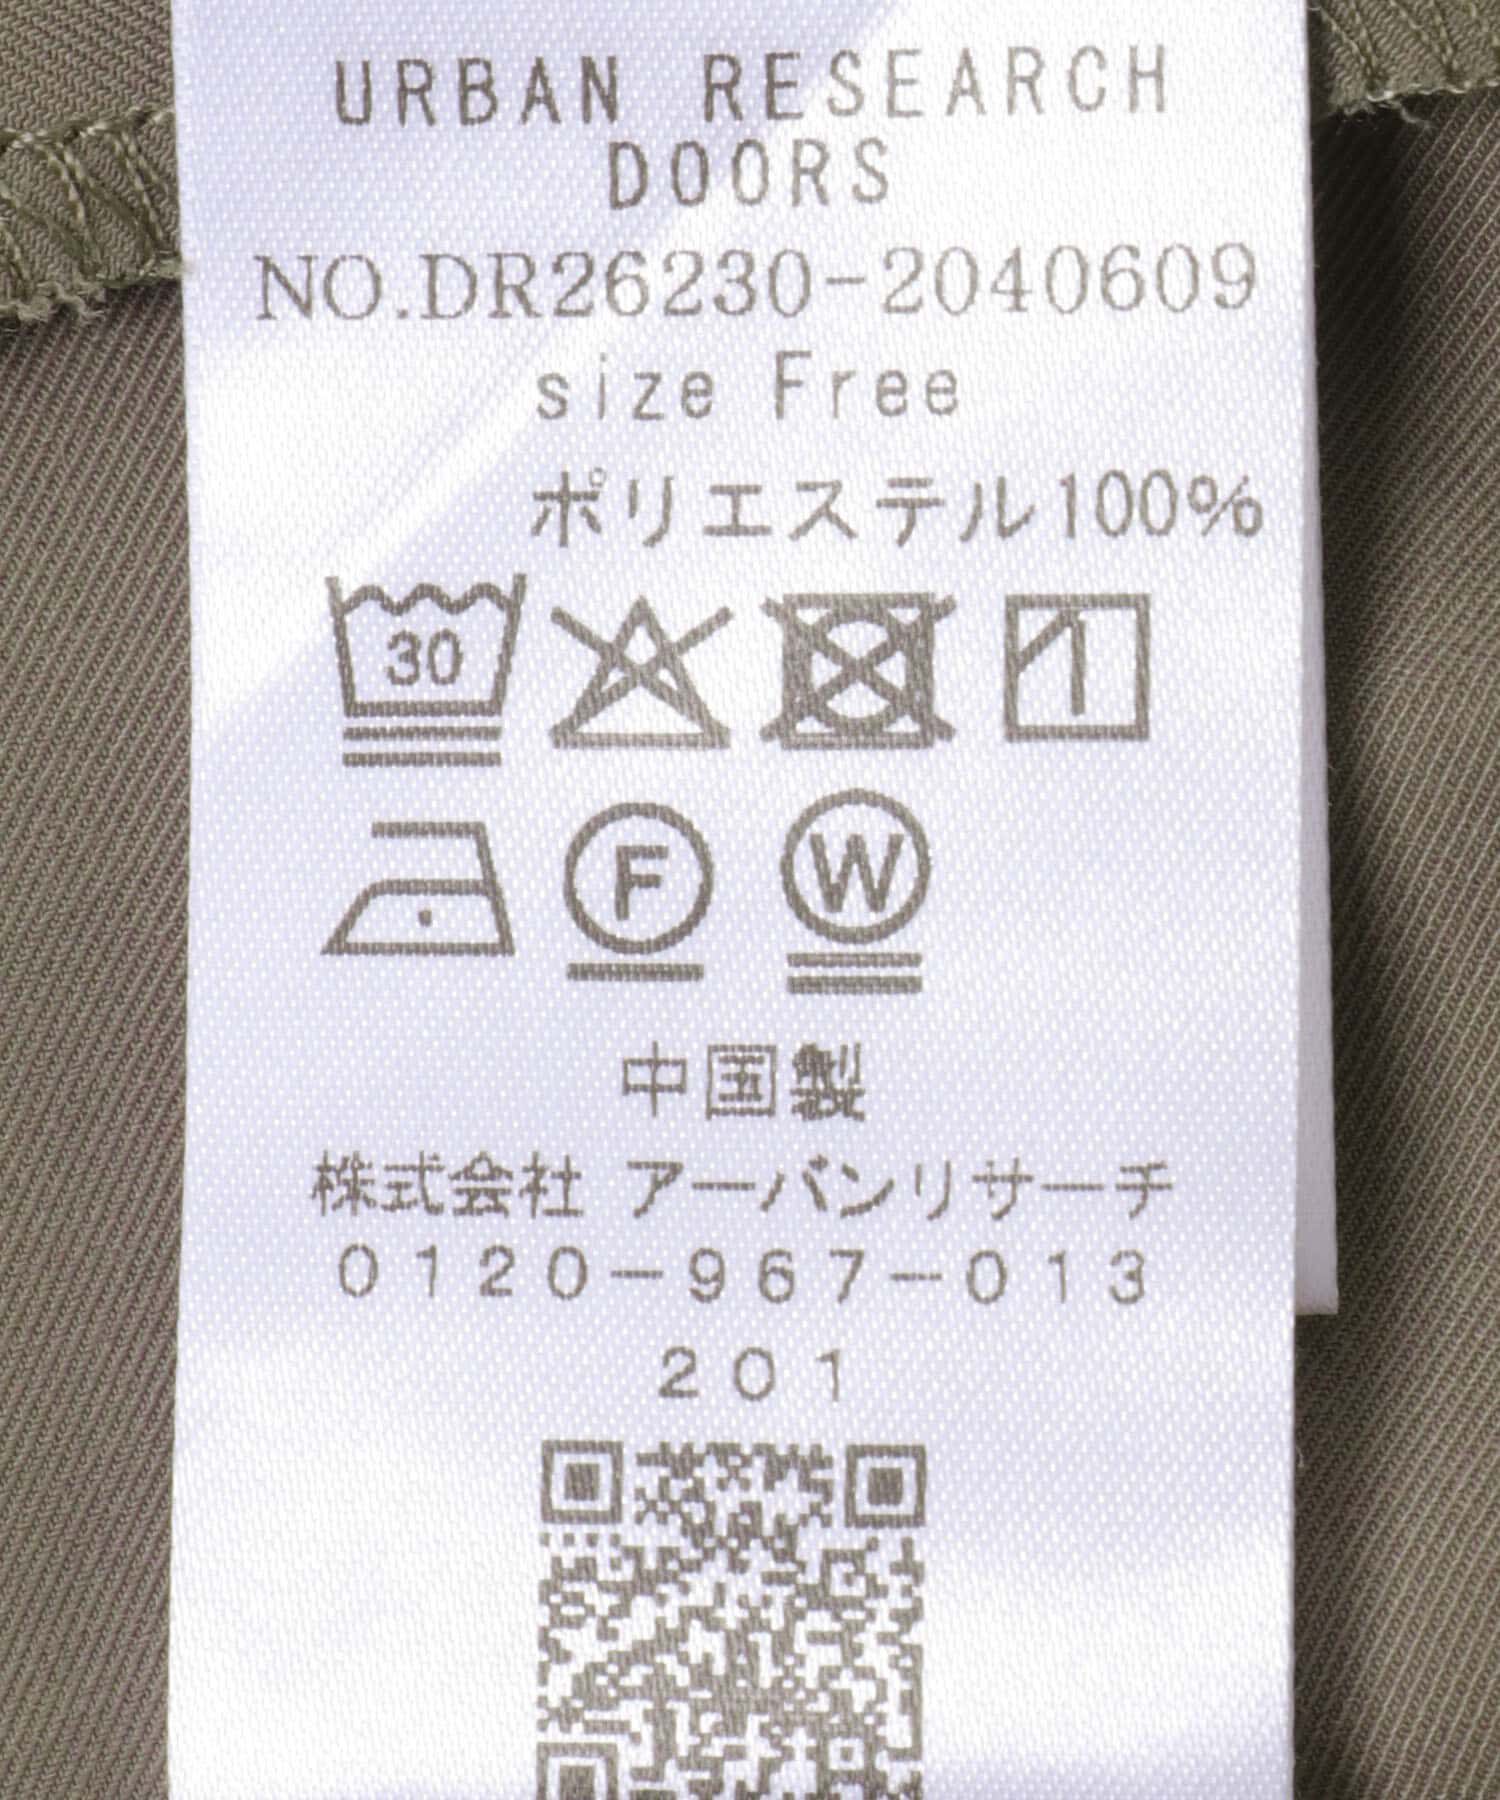 URBAN RESEARCH
DOORS
NO.DR26230-2040609
size Free
ポリエステル100%
30
F
W
中国製
株式会社 アーバンリサーチ
0120-967-013
201